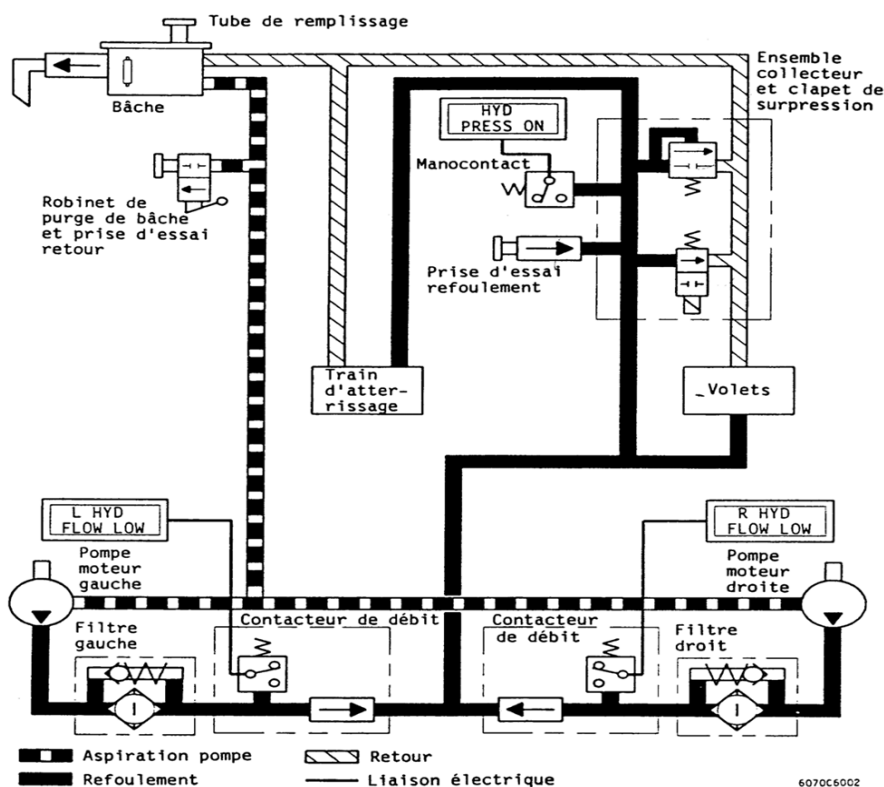 Tube de remplissage
Ensemble
collecteur
et clapet de
surpression
Bâche
HYD
PRESS ON
Manocontact
Robinet de
purge de bâche
et prise d'essai
retour
Prise d'essai
refoulement
Train
d'atter-
rissage
Volets
L HYD
FLOW LOW
R HYD
FLOW LOW
Pompe
moteur
gauche
Pompe
moteur
droite
Filtre
gauche
Contacteur de débit
Contacteur
de débit
Filtre
droit
Aspiration pompe
Retour
Refoulement
Liaison électrique
6070C6002